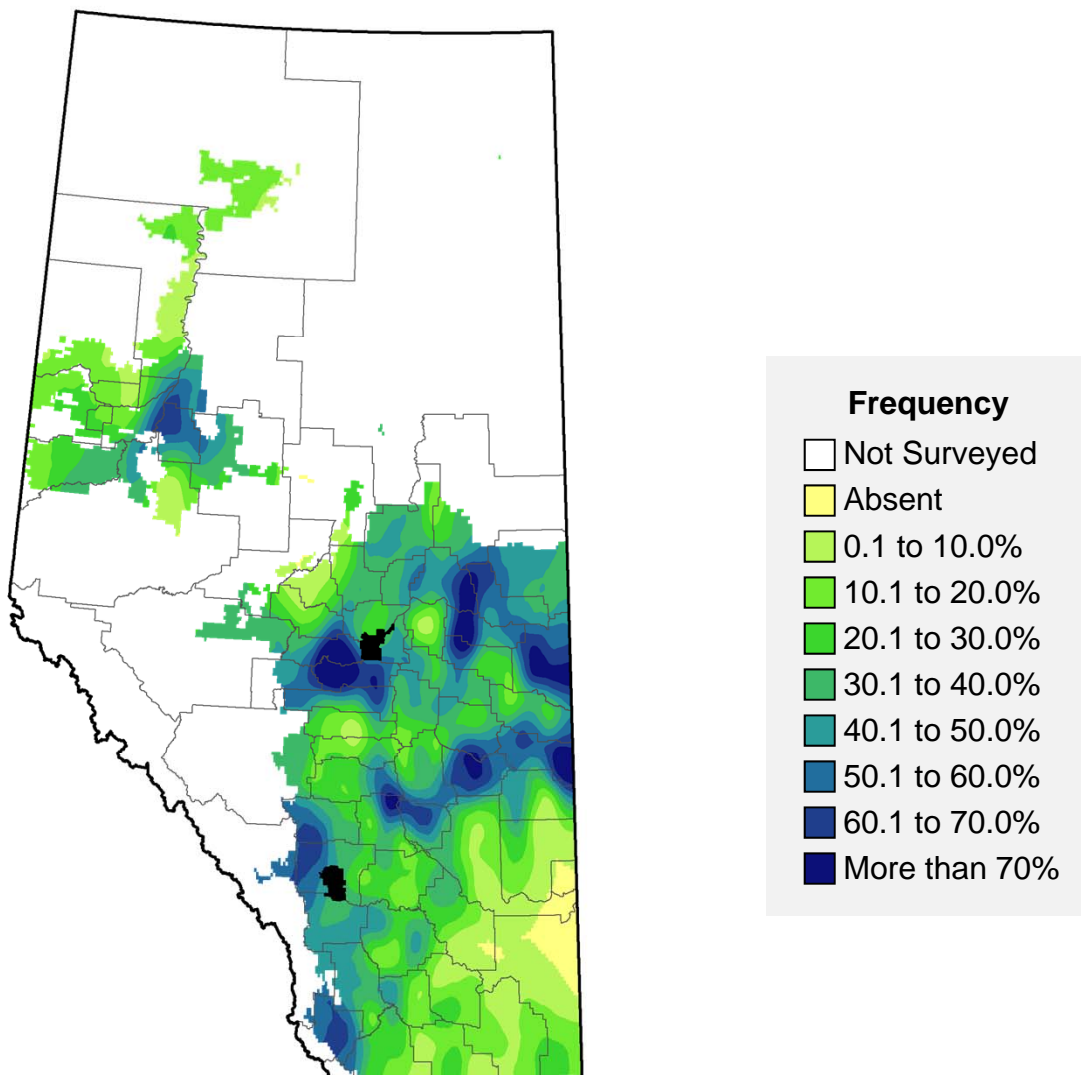 Frequency
Not Surveyed
Absent
0.1 to 10.0%
10.1 to 20.0%
20.1 to 30.0%
30.1 to 40.0%
40.1 to 50.0%
50.1 to 60.0%
60.1 to 70.0%
More than 70%